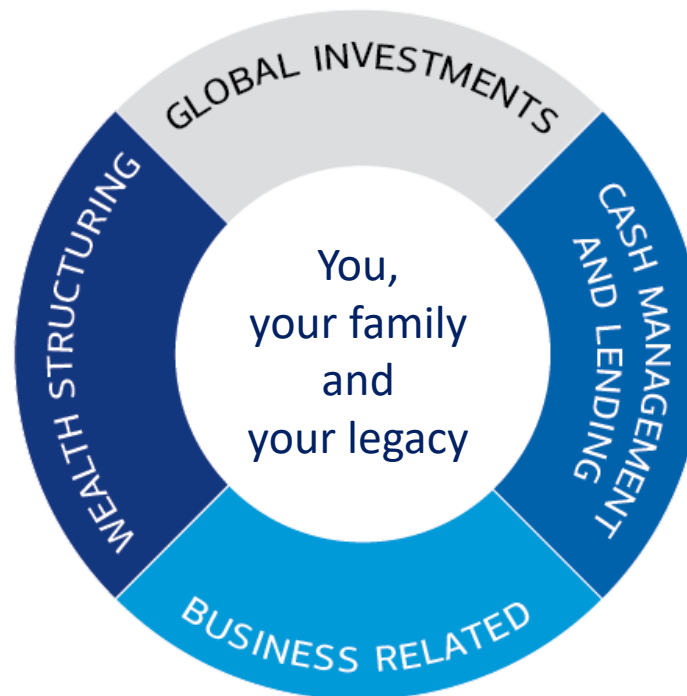 GLOBAL INVESTMENTS
CASH MANAGEMENT
AND LENDING
BUSINESS RELATED
WEALTH STRUCTURING
You,
your family
and
your legacy